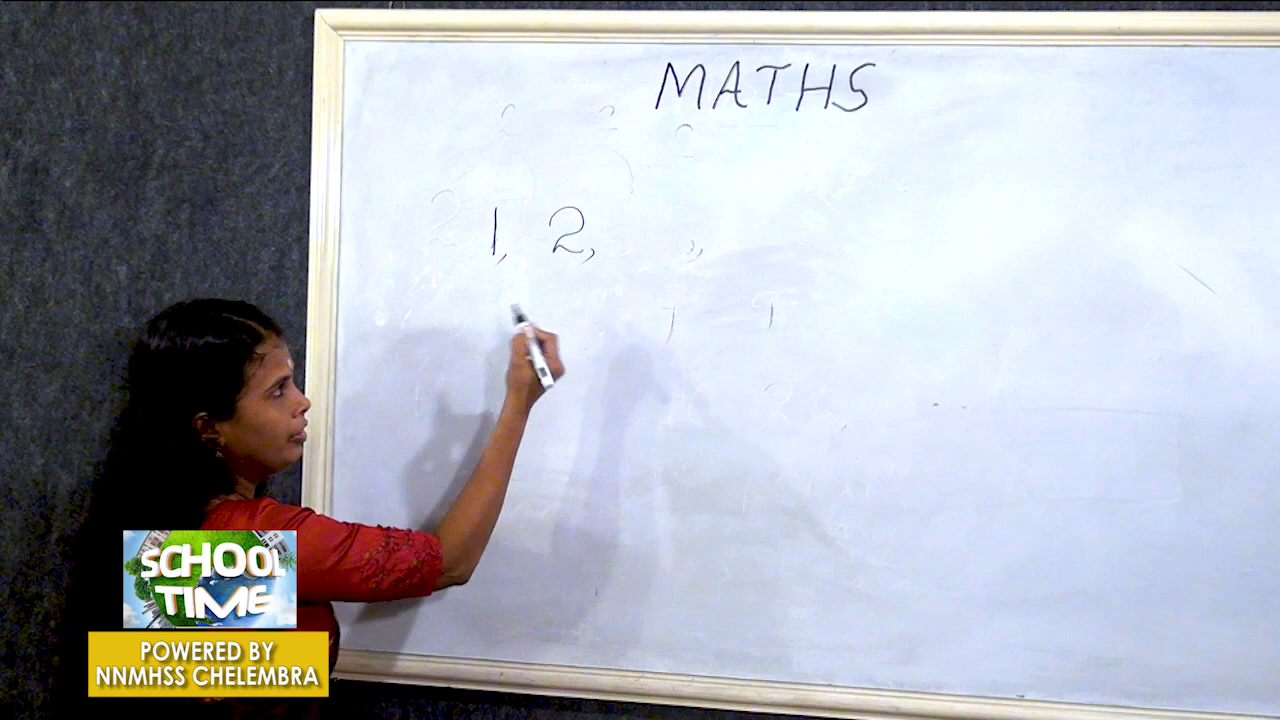 MATHS
1, 2,
SCHOOL
TIME
POWERED BY
NNMHSS CHELEMBRA